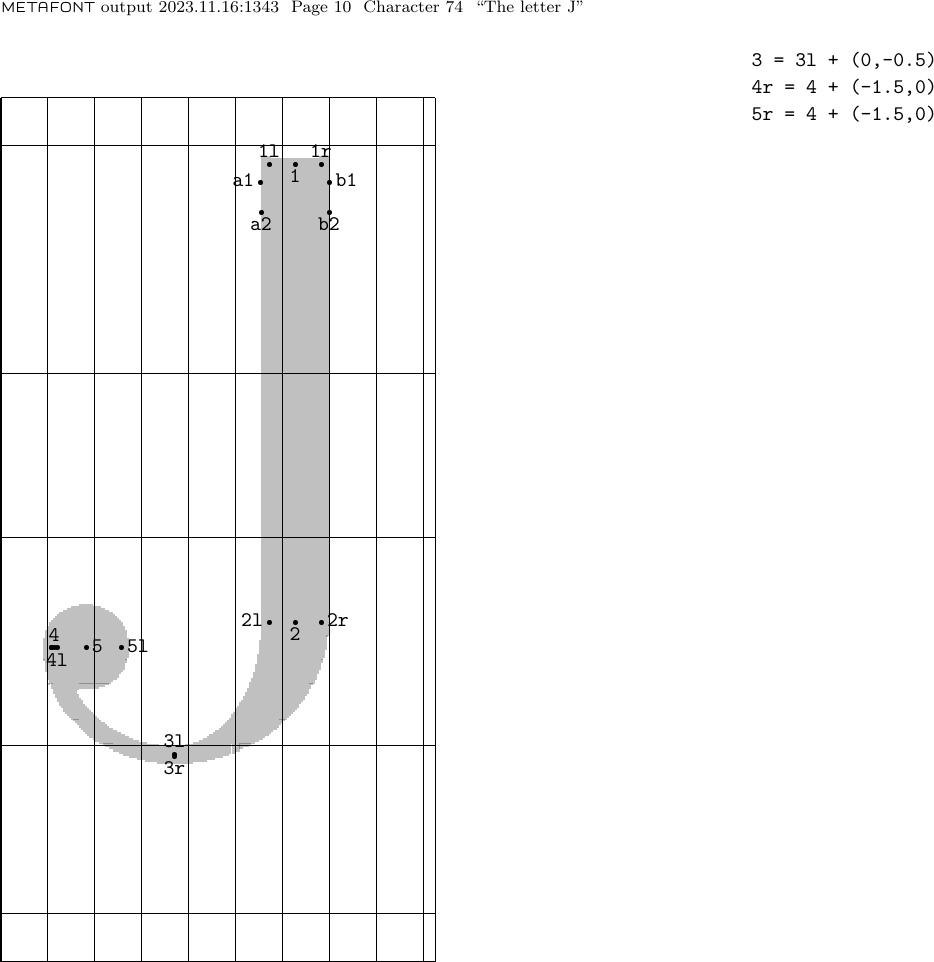 METAFONT output 2023.11.16:1343 Page 10 Character 74 “The letter J”
3 = 3l + (0,-0.5)
4r = 4 + (-1.5,0)
5r = 4 + (-1.5,0)
1l 1r
a1 1 b1
a2 b2
2l 2 2r
4 5 5l
4l
3l
3r